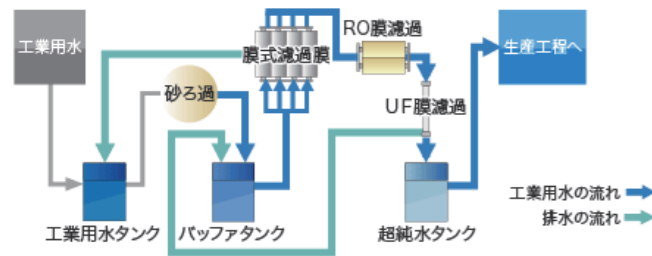 工業用水
膜式濾過膜
RO膜濾過
生産工程へ
砂ろ過
UF膜濾過
工業用水タンク
バッファタンク
超純水タンク
工業用水の流れ
排水の流れ